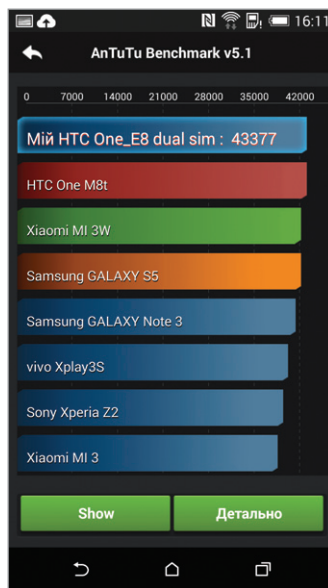 16:11
AnTuTu Benchmark v5.1
0 7000 14000 21000 28000 35000 42000
Мій HTC One_E8 dual sim : 43377
HTC One M8t
Xiaomi MI 3W
Samsung GALAXY S5
Samsung GALAXY Note 3
vivo Xplay3S
Sony Xperia Z2
Xiaomi MI 3
Show Детально